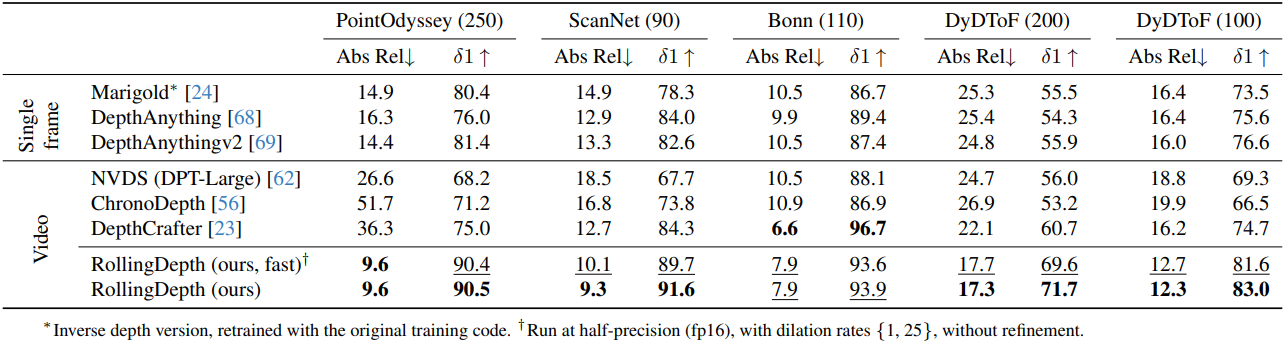 PointOdyssey (250) ScanNet (90) Bonn (110) DyDToF (200) DyDToF (100)
Abs Rel↓ δ1 ↑ Abs Rel↓ δ1 ↑ Abs Rel↓ δ1 ↑ Abs Rel↓ δ1 ↑ Abs Rel↓ δ1 ↑
Single frame
Marigold* [24] 14.9 80.4 14.9 78.3 10.5 86.7 25.3 55.5 16.4 73.5
DepthAnything [68] 16.3 76.0 12.9 84.0 9.9 89.4 25.4 54.3 16.4 75.6
DepthAnythingv2 [69] 14.4 81.4 13.3 82.6 10.5 87.4 24.8 55.9 16.0 76.6
Video
NVDS (DPT-Large) [62] 26.6 68.2 18.5 67.7 10.5 88.1 24.7 56.0 18.8 69.3
ChronoDepth [56] 51.7 71.2 16.8 73.8 10.9 86.9 26.9 53.2 19.9 66.5
DepthCrafter [23] 36.3 75.0 12.7 84.3 6.6 96.7 22.1 60.7 16.2 74.7
RollingDepth (ours, fast)† 9.6 90.4 10.1 89.7 7.9 93.6 17.7 69.6 12.7 81.6
RollingDepth (ours) 9.6 90.5 9.3 91.6 7.9 93.9 17.3 71.7 12.3 83.0
*Inverse depth version, retrained with the original training code. †Run at half-precision (fp16), with dilation rates {1, 25}, without refinement.